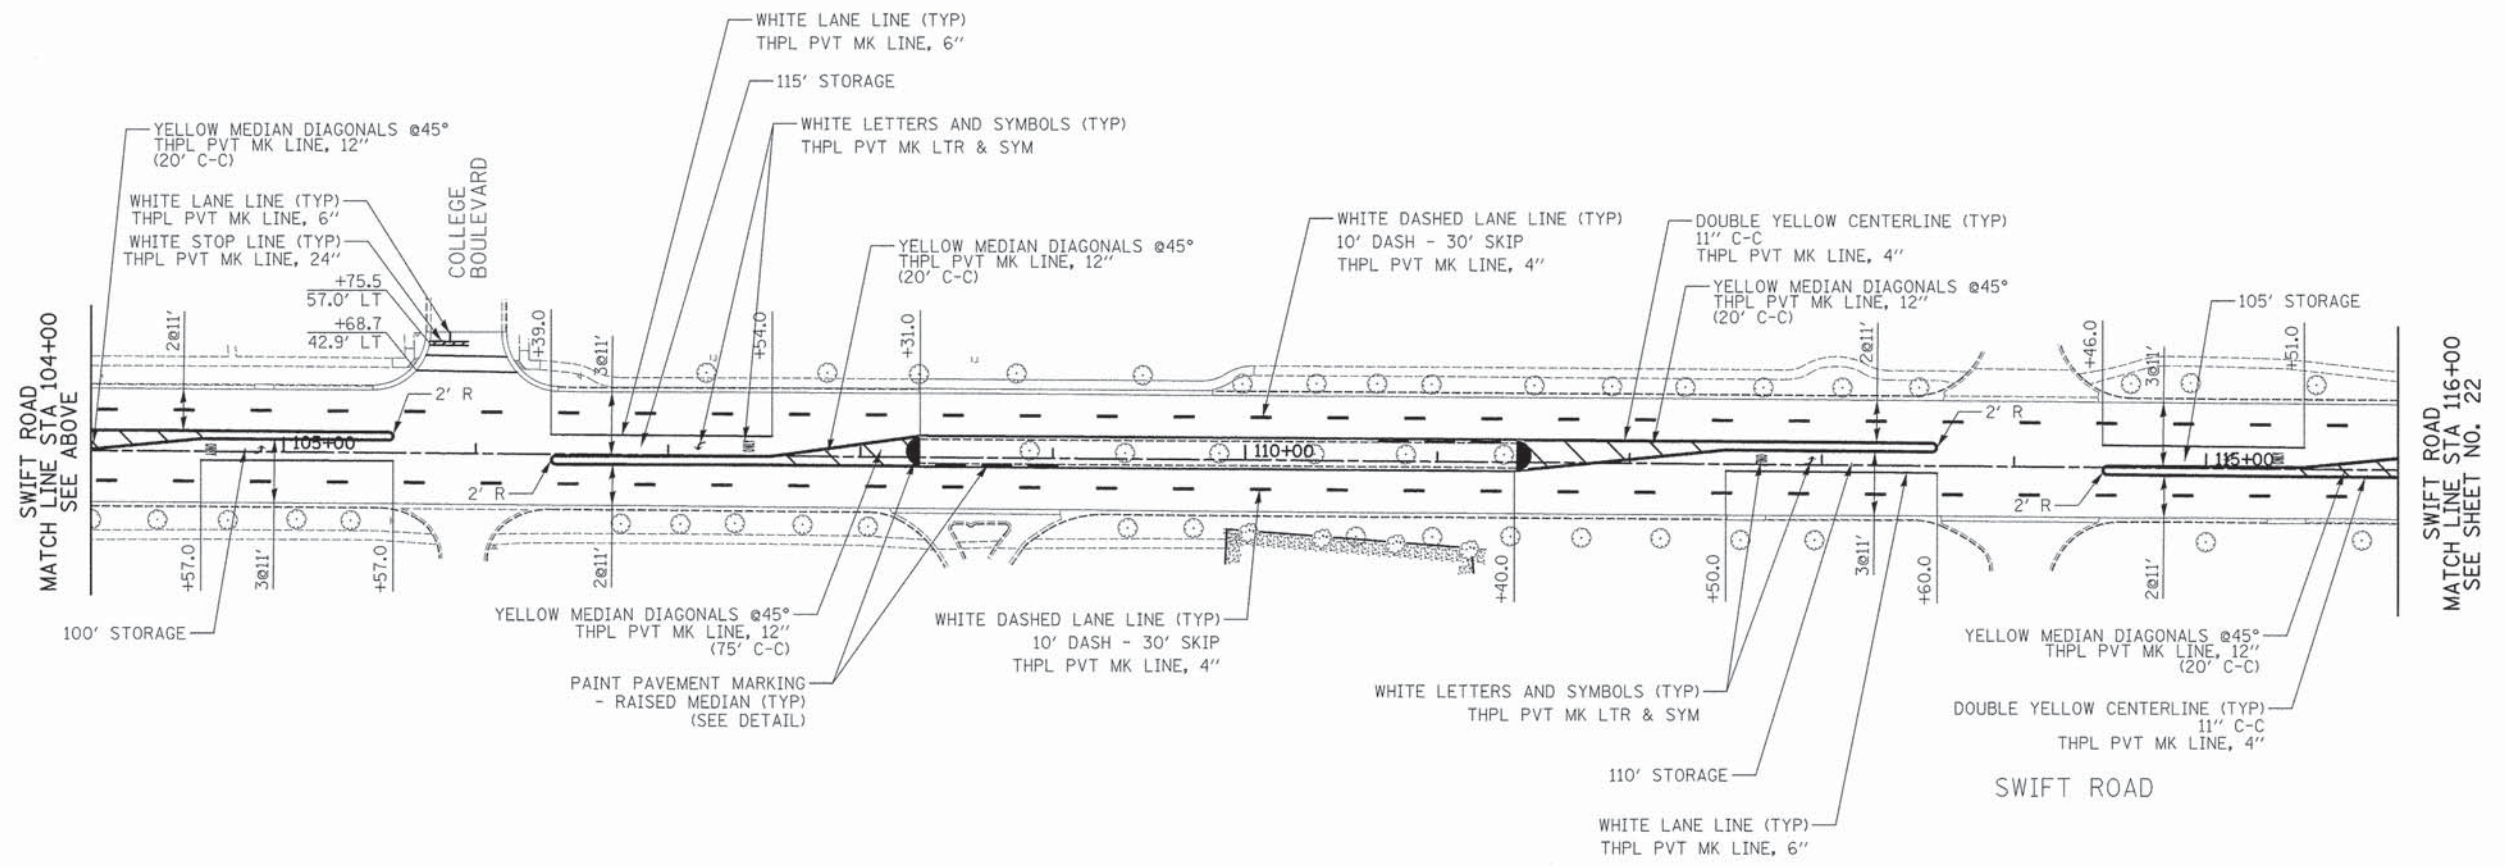 WHITE LANE LINE (TYP)
THPL PVT MK LINE, 6"
115' STORAGE
WHITE LETTERS AND SYMBOLS (TYP)
THPL PVT MK LTR & SYM
YELLOW MEDIAN DIAGONALS @45°
THPL PVT MK LINE, 12"
(20' C-C)
COLLEGE
BOULEVARD
WHITE LANE LINE (TYP)
THPL PVT MK LINE, 6"
WHITE STOP LINE (TYP)
THPL PVT MK LINE, 24"
+75.5
57.0' LT
+68.7
42.9' LT
YELLOW MEDIAN DIAGONALS @45°
THPL PVT MK LINE, 12"
(20' C-C)
WHITE DASHED LANE LINE (TYP)
10' DASH - 30' SKIP
THPL PVT MK LINE, 4"
DOUBLE YELLOW CENTERLINE (TYP)
11" C-C
THPL PVT MK LINE, 4"
YELLOW MEDIAN DIAGONALS @45°
THPL PVT MK LINE, 12"
(20' C-C)
105' STORAGE
SWIFT ROAD
MATCH LINE STA 104+00
SEE ABOVE
2@11'
+39.0
3@11'
+54.0
+31.0
2@11'
+46.0
3@11'
+51.0
SWIFT ROAD
MATCH LINE STA 116+00
SEE SHEET NO. 22
2' R
2' R
105+00
110+00
115+00
2' R
2' R
+57.0
3@11'
+57.0
2@11'
+40.0
+50.0
3@11'
+60.0
2@11'
100' STORAGE
YELLOW MEDIAN DIAGONALS @45°
THPL PVT MK LINE, 12"
(75' C-C)
PAINT PAVEMENT MARKING
- RAISED MEDIAN (TYP)
(SEE DETAIL)
WHITE DASHED LANE LINE (TYP)
10' DASH - 30' SKIP
THPL PVT MK LINE, 4"
WHITE LETTERS AND SYMBOLS (TYP)
THPL PVT MK LTR & SYM
110' STORAGE
WHITE LANE LINE (TYP)
THPL PVT MK LINE, 6"
YELLOW MEDIAN DIAGONALS @45°
THPL PVT MK LINE, 12"
(20' C-C)
DOUBLE YELLOW CENTERLINE (TYP)
11" C-C
THPL PVT MK LINE, 4"
SWIFT ROAD